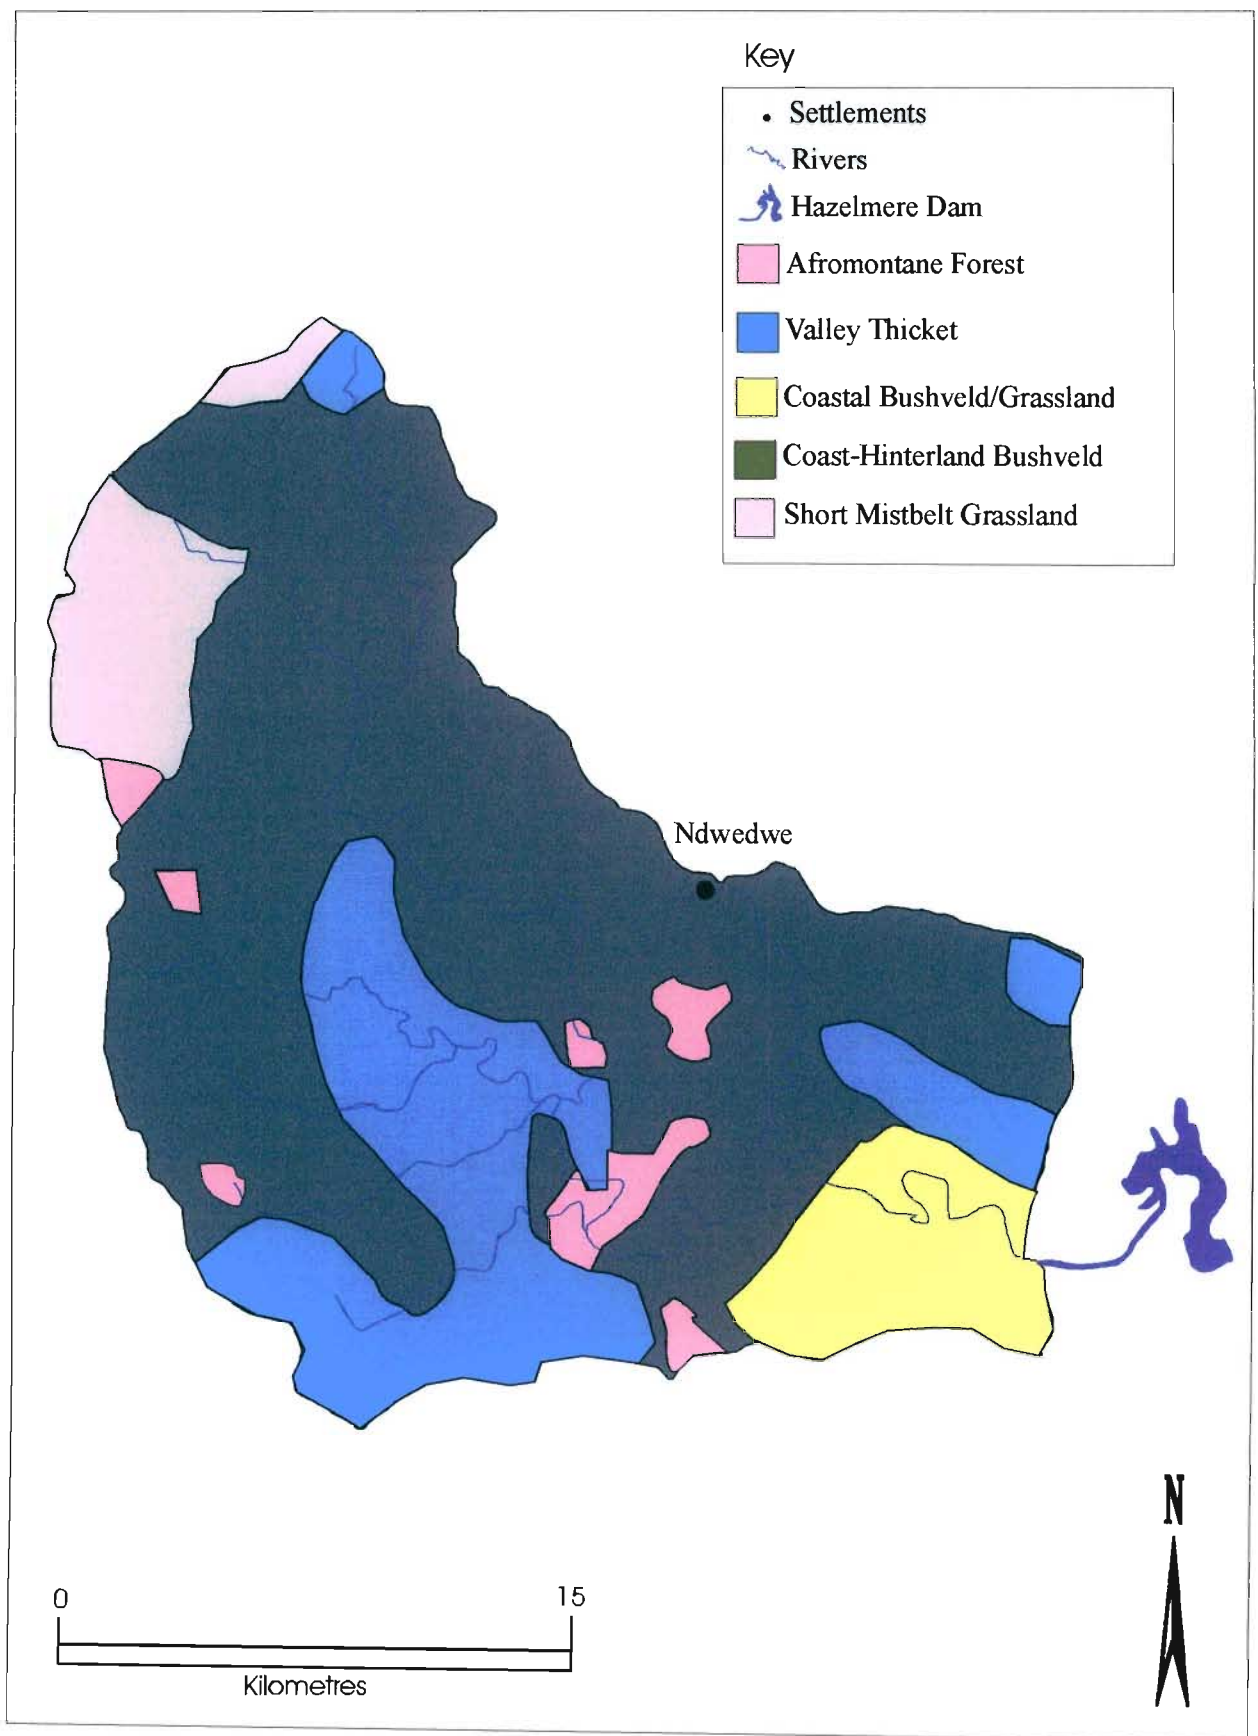 Key
Settlements
Rivers
Hazelmere Dam
Afromontane Forest
Valley Thicket
Coastal Bushveld/Grassland
Coast-Hinterland Bushveld
Short Mistbelt Grassland
Ndwedwe
N
0 15
Kilometres